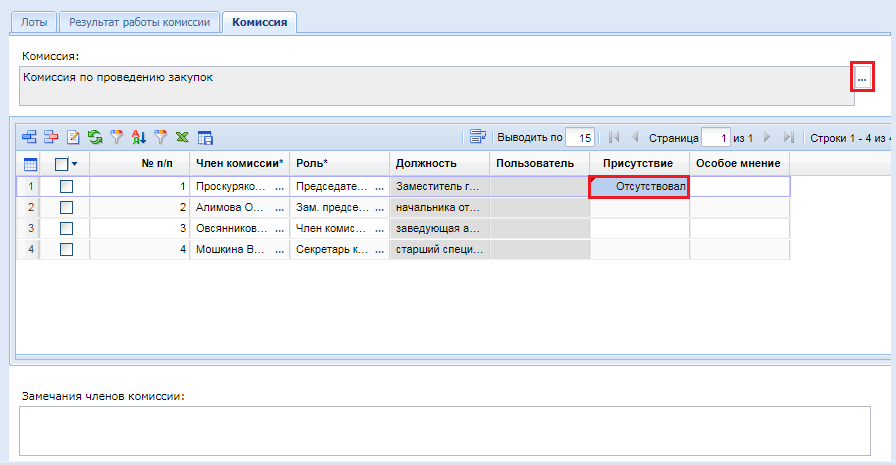 Лоты Результат работы комиссии Комиссия
Комиссия:
Комиссия по проведению закупок ...
Выводить по 15 Страница 1 из 1 Строки 1 - 4 из 4
№ п/п Член комиссии* Роль* Должность Пользователь Присутствие Особое мнение
1 1 Проскуряко... ... Председате... ... Заместитель г... Отсутствовал
2 2 Алимова О... ... Зам. предсе... ... начальника от...
3 3 Овсянников... ... Член комис... ... заведующая а...
4 4 Мошкина В... ... Секретарь к... ... старший специ...
Замечания членов комиссии: